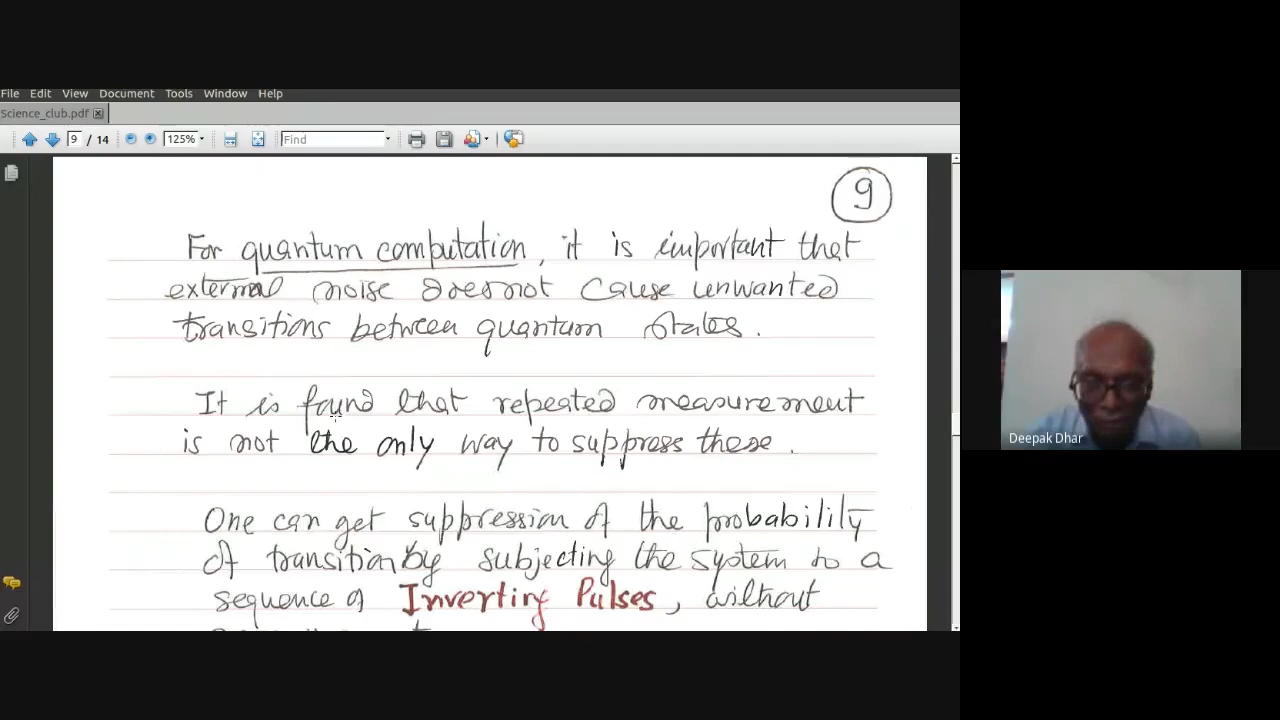 File Edit View Document Tools Window Help
Science_club.pdf
9 / 14 125% Find
9
For quantum computation, it is important that
external noise does not cause unwanted
transitions between quantum states.
It is found that repeated measurement
is not the only way to suppress these.
One can get suppression of the probability
of transition by subjecting the system to a
sequence of Inverting Pulses, without
Deepak Dhar